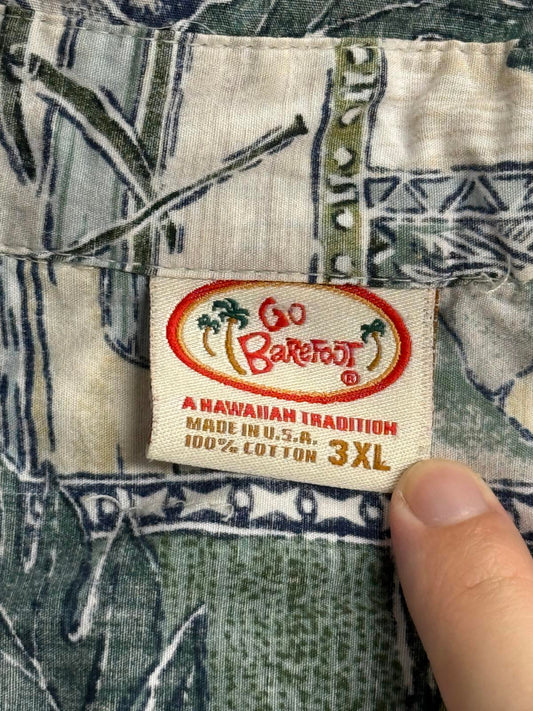 GO
BAREFOOT
®
A HAWAIIAN TRADITION
MADE IN U.S.A.
100% COTTON 3XL